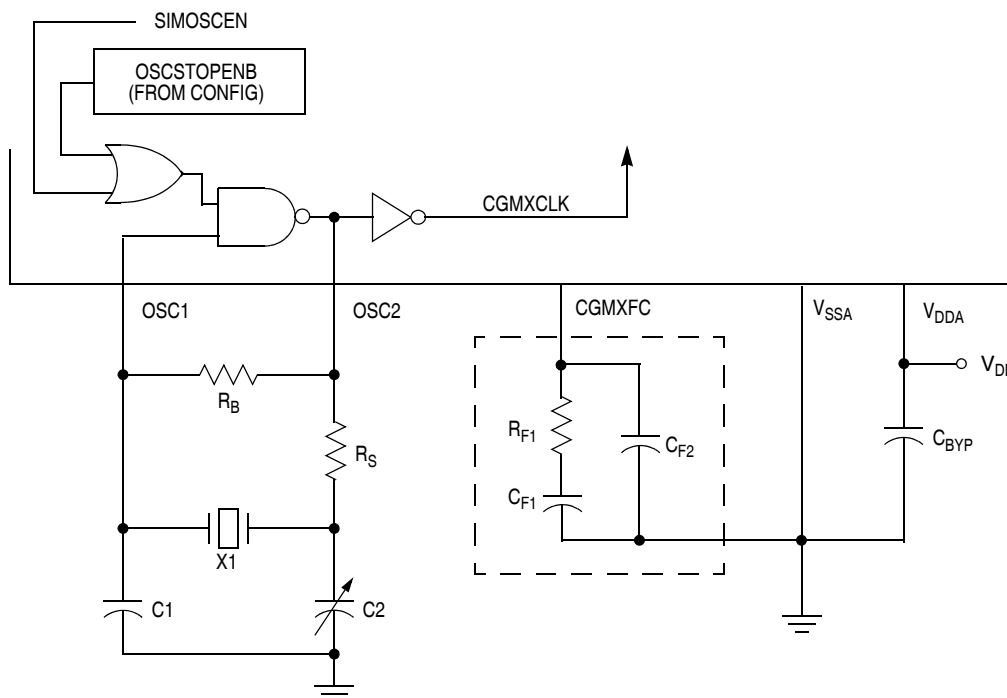 SIMOSCEN
OSCSTOPENB
(FROM CONFIG)
CGMXCLK
OSC1
OSC2
CGMXFC
VSSA
VDDA
RB
RS
RF1
CF1
CF2
CBYP
X1
C1
C2